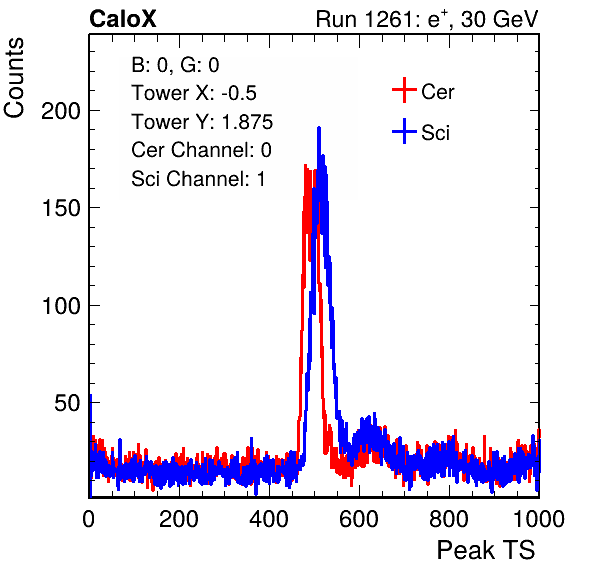 CaloX
Run 1261: e+, 30 GeV
Counts
B: 0, G: 0
Tower X: -0.5
Tower Y: 1.875
Cer Channel: 0
Sci Channel: 1
Cer
Sci
200
150
100
50
0 200 400 600 800 1000
Peak TS